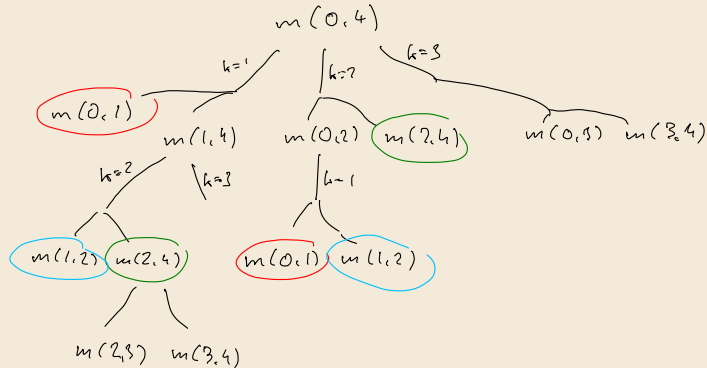 m(0,4)
k=1 k=2 k=3
m(0,1) m(1,4) m(0,2) m(2,4) m(0,3) m(3,4)
k=2 k=3 k=1
m(1,2) m(2,4) m(0,1) m(1,2)
m(2,3) m(3,4)